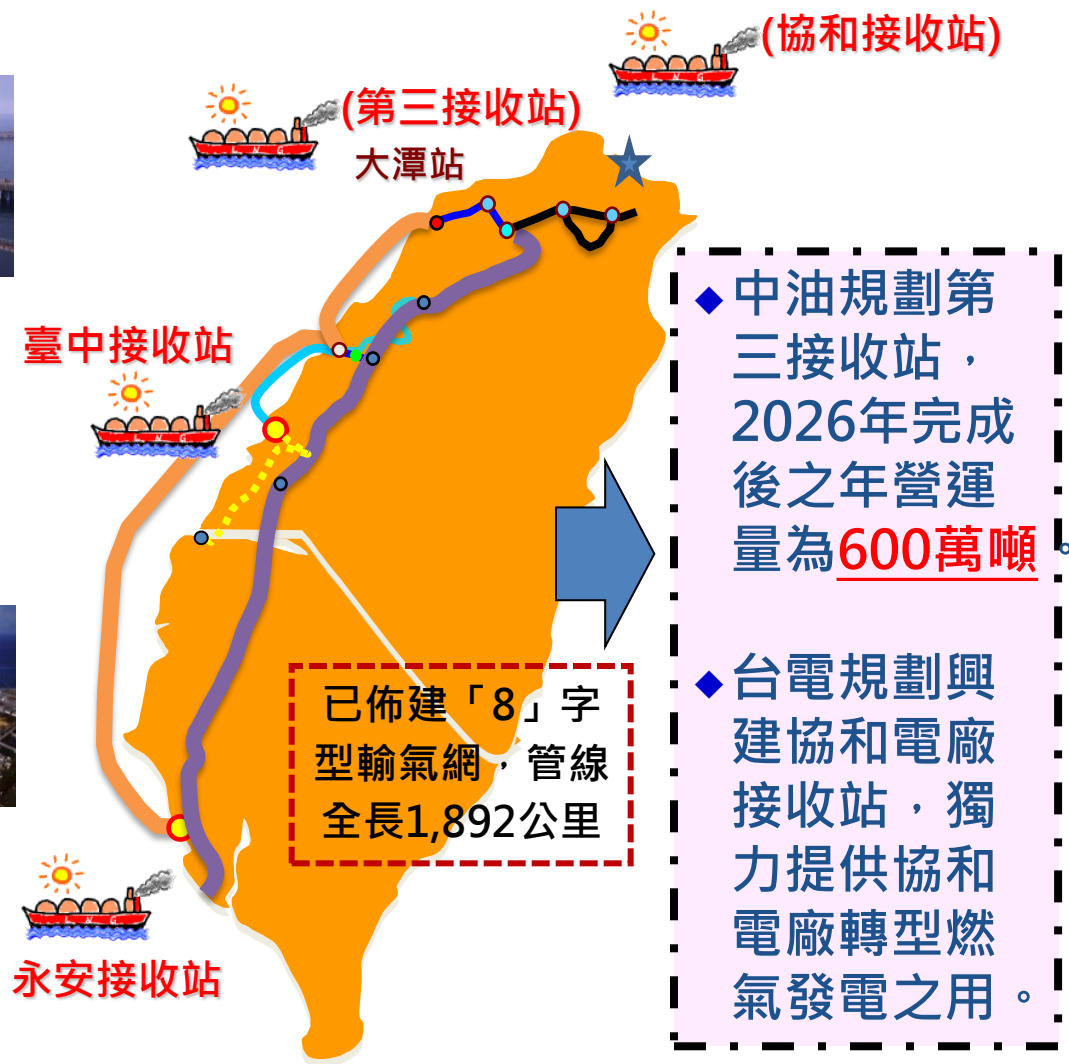 (協和接收站)
(第三接收站)
大潭站
臺中接收站
永安接收站
L N G
L N G
L N G
L N G
已佈建「8」字
型輸氣網，管線
全長1,892公里
◆中油規劃第
三接收站，
2026年完成
後之年營運
量為600萬噸。
◆台電規劃興
建協和電廠
接收站，獨
力提供協和
電廠轉型燃
氣發電之用。